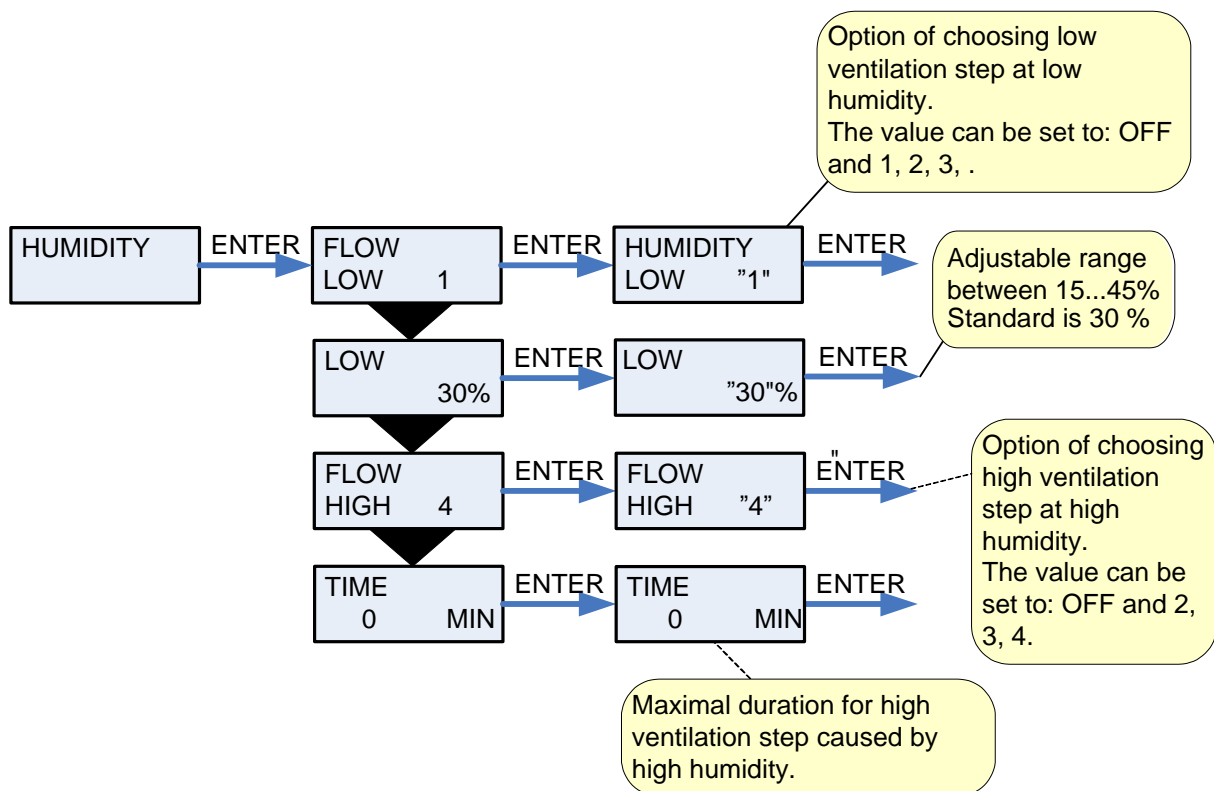 Option of choosing low
ventilation step at low
humidity.
The value can be set to: OFF
and 1, 2, 3, .
HUMIDITY
ENTER
FLOW
LOW 1
ENTER
HUMIDITY
LOW ”1"
ENTER
Adjustable range
between 15...45%
Standard is 30 %
LOW
30%
ENTER
LOW
”30"%
ENTER
FLOW
HIGH 4
ENTER
FLOW
HIGH ”4”
"
ENTER
Option of choosing
high ventilation
step at high
humidity.
The value can be
set to: OFF and 2,
3, 4.
TIME
0 MIN
ENTER
TIME
0 MIN
ENTER
Maximal duration for high
ventilation step caused by
high humidity.